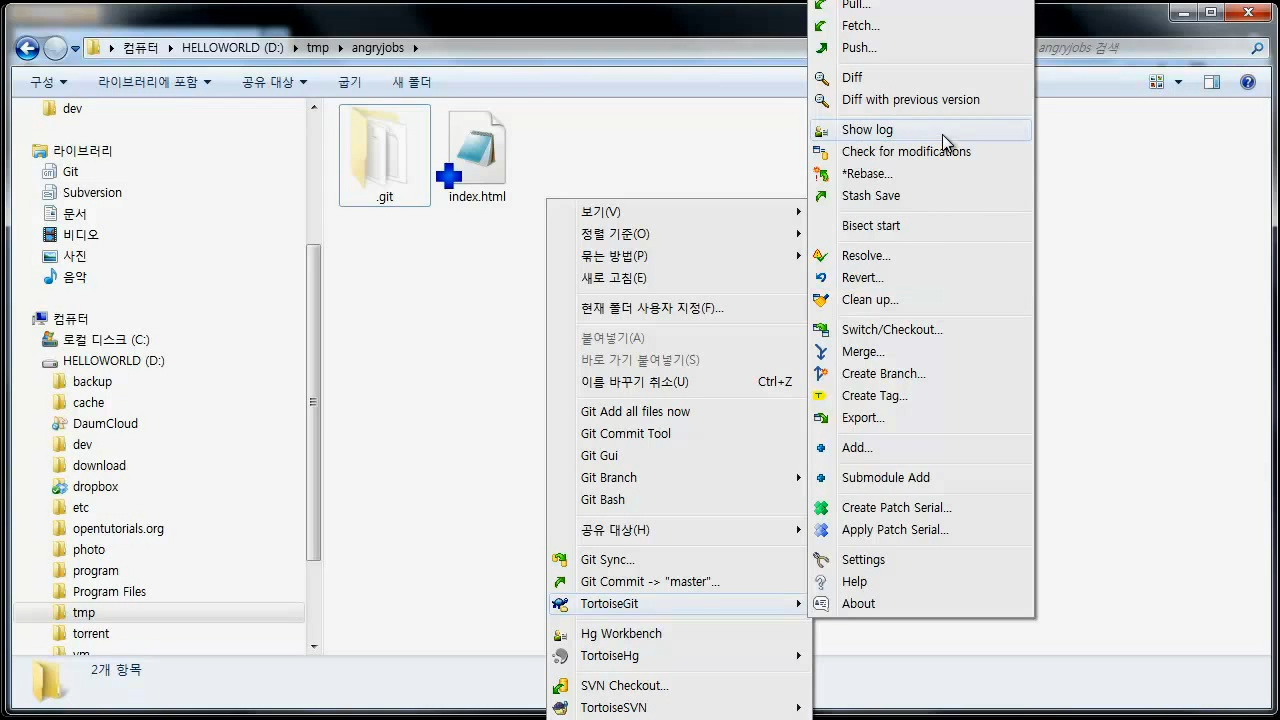 컴퓨터 HELLOWORLD (D:) tmp angryjobs
angryjobs 검색
구성 라이브러리에 포함 공유 대상 굽기 새 폴더
dev
라이브러리
Git
Subversion
문서
비디오
사진
음악
컴퓨터
로컬 디스크 (C:)
HELLOWORLD (D:)
backup
cache
DaumCloud
dev
download
dropbox
etc
opentutorials.org
photo
program
Program Files
tmp
torrent
vm
.git
index.html
2개 항목
보기(V)
정렬 기준(O)
묶는 방법(P)
새로 고침(E)
현재 폴더 사용자 지정(F)...
붙여넣기(A)
바로 가기 붙여넣기(S)
이름 바꾸기 취소(U) Ctrl+Z
Git Add all files now
Git Commit Tool
Git Gui
Git Branch
Git Bash
공유 대상(H)
Git Sync...
Git Commit -> "master"...
TortoiseGit
Hg Workbench
TortoiseHg
SVN Checkout...
TortoiseSVN
Pull...
Fetch...
Push...
Diff
Diff with previous version
Show log
Check for modifications
*Rebase...
Stash Save
Bisect start
Resolve...
Revert...
Clean up...
Switch/Checkout...
Merge...
Create Branch...
Create Tag...
Export...
Add...
Submodule Add
Create Patch Serial...
Apply Patch Serial...
Settings
Help
About